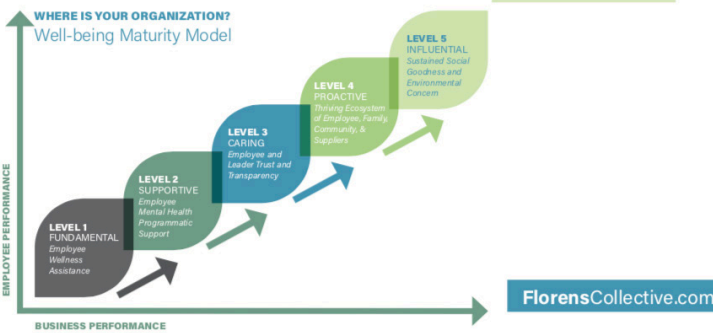 WHERE IS YOUR ORGANIZATION?
Well-being Maturity Model
LEVEL 5
INFLUENTIAL
Sustained Social
Goodness and
Environmental
Concern
LEVEL 4
PROACTIVE
Thriving Ecosystem
of Employee, Family,
Community, &
Suppliers
LEVEL 3
CARING
Employee and
Leader Trust and
Transparency
LEVEL 2
SUPPORTIVE
Employee
Mental Health
Programmatic
Support
LEVEL 1
FUNDAMENTAL
Employee
Wellness
Assistance
EMPLOYEE PERFORMANCE
BUSINESS PERFORMANCE
FlorensCollective.com